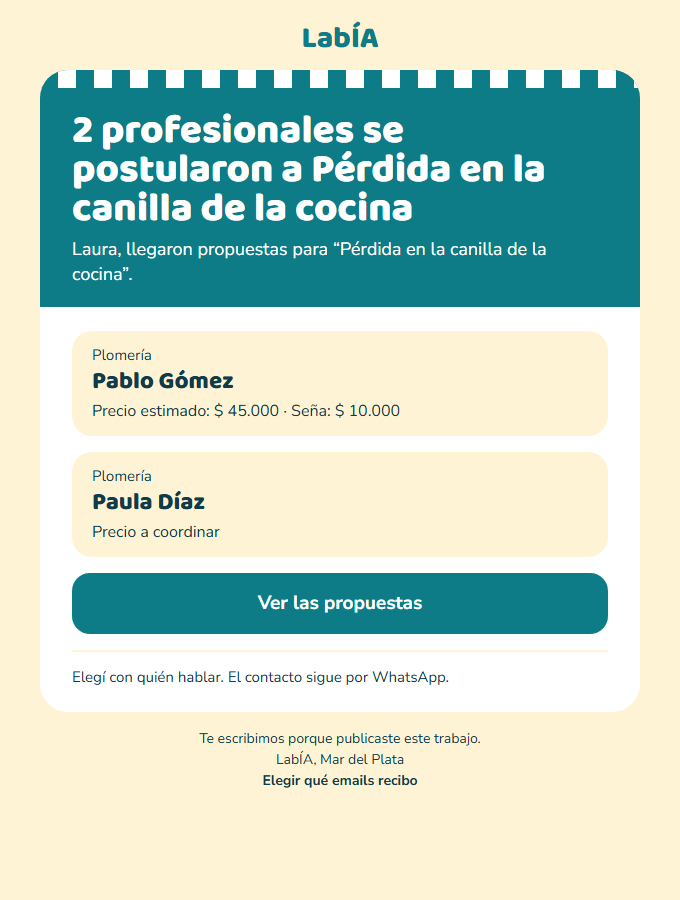 LabÍA
2 profesionales se
postularon a Pérdida en la
canilla de la cocina
Laura, llegaron propuestas para “Pérdida en la canilla de la
cocina”.
Plomería
Pablo Gómez
Precio estimado: $ 45.000 · Seña: $ 10.000
Plomería
Paula Díaz
Precio a coordinar
Ver las propuestas
Elegí con quién hablar. El contacto sigue por WhatsApp.
Te escribimos porque publicaste este trabajo.
LabÍA, Mar del Plata
Elegir qué emails recibo